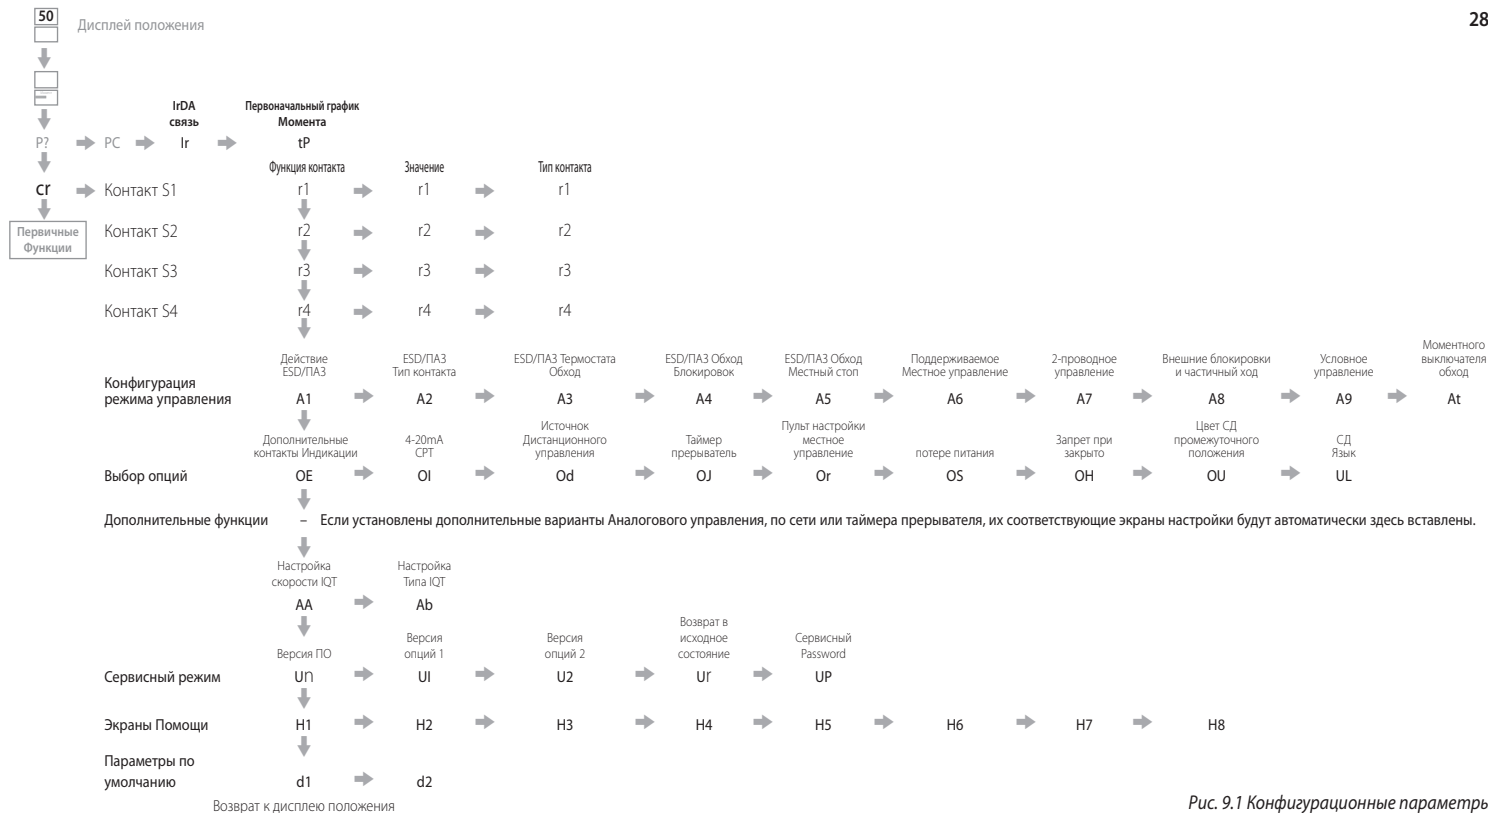 50
Дисплей положения
28
IrDA
связь
Первоначальный график
Момента
P? PC Ir tP
Функция контакта Значение Тип контакта
cr Контакт S1 r1 r1 r1
Первичные
Функции
Контакт S2 r2 r2 r2
Контакт S3 r3 r3 r3
Контакт S4 r4 r4 r4
Действие
ESD/ПАЗ
ESD/ПАЗ
Тип контакта
ESD/ПАЗ Термостата
Обход
ESD/ПАЗ Обход
Блокировок
ESD/ПАЗ Обход
Местный стоп
Поддерживаемое
Местное управление
2-проводное
управление
Внешние блокировки
и частичный ход
Условное
управление
Моментного
выключателя
обход
Конфигурация
режима управления
A1 A2 A3 A4 A5 A6 A7 A8 A9 At
Дополнительные
контакты Индикации
4-20mA
CPT
Источнок
Дистанционного
управления
Таймер
прерыватель
Пульт настройки
местное
управление
потере питания
Запрет при
закрыто
Цвет СД
промежуточного
положения
СД
Язык
Выбор опций OE OI Od OJ Or OS OH OU UL
Дополнительные функции – Если установлены дополнительные варианты Аналогового управления, по сети или таймера прерывателя, их соответствующие экраны настройки будут автоматически здесь вставлены.
Настройка
скорости IQT
Настройка
Типа IQT
AA Ab
Версия ПО
Версия
опций 1
Версия
опций 2
Возврат в
исходное
состояние
Сервисный
Password
Сервисный режим Un UI U2 Ur UP
Экраны Помощи H1 H2 H3 H4 H5 H6 H7 H8
Параметры по
умолчанию d1 d2
Возврат к дисплею положения
Рис. 9.1 Конфигурационные параметры